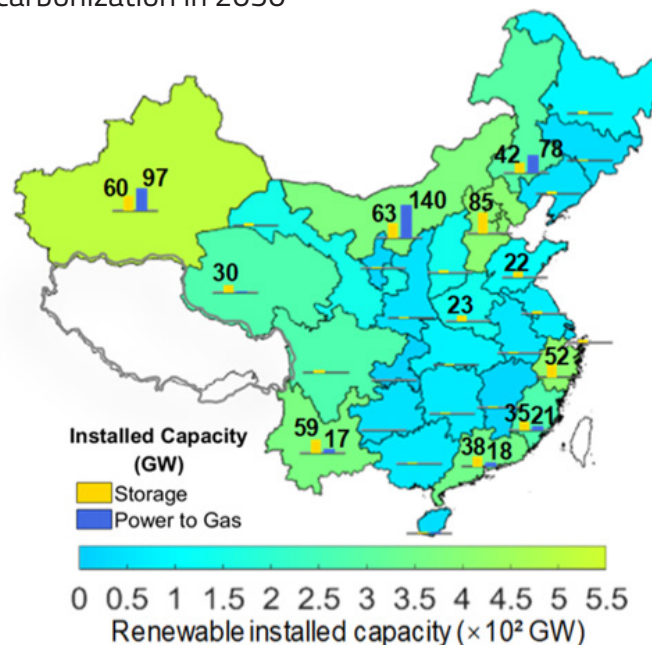 carbonization in 2050
42 78
60 97
63 140
85
30
22
23
52
59 17
35 21
38 18
Installed Capacity
(GW)
Storage
Power to Gas
0 0.5 1 1.5 2 2.5 3 3.5 4 4.5 5 5.5
Renewable installed capacity (×10² GW)